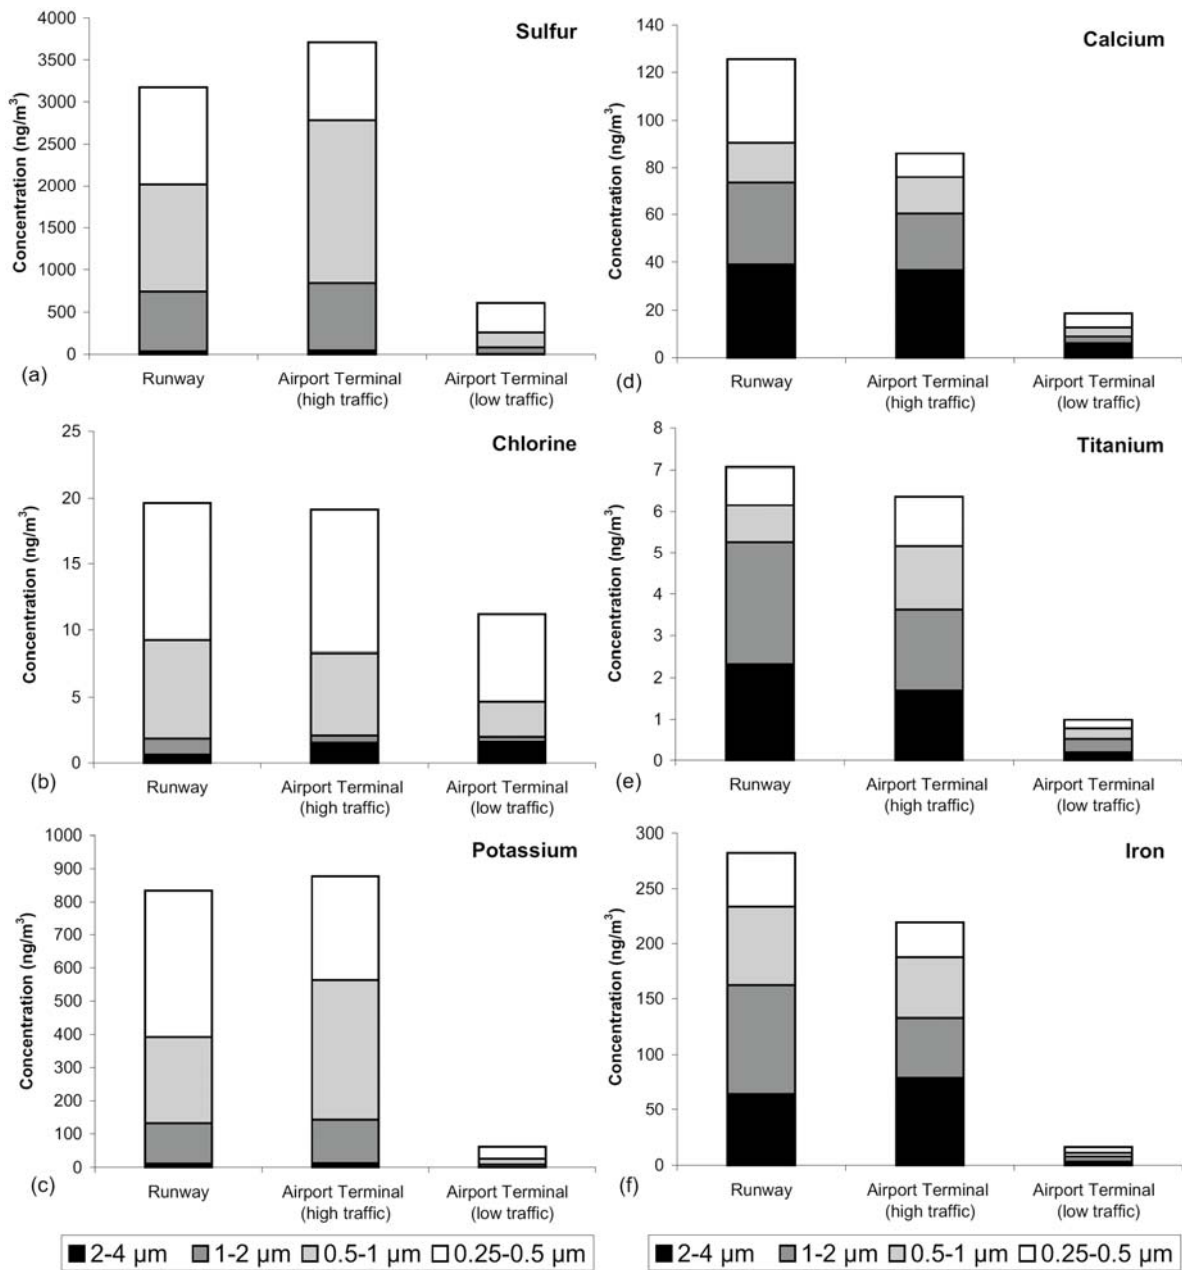 Sulfur
Concentration (ng/m³)
4000
3500
3000
2500
2000
1500
1000
500
0
Runway
Airport Terminal
(high traffic)
Airport Terminal
(low traffic)
(a)
Calcium
Concentration (ng/m³)
140
120
100
80
60
40
20
0
Runway
Airport Terminal
(high traffic)
Airport Terminal
(low traffic)
(d)
Chlorine
Concentration (ng/m³)
25
20
15
10
5
0
Runway
Airport Terminal
(high traffic)
Airport Terminal
(low traffic)
(b)
Titanium
Concentration (ng/m³)
8
7
6
5
4
3
2
1
0
Runway
Airport Terminal
(high traffic)
Airport Terminal
(low traffic)
(e)
Potassium
Concentration (ng/m³)
1000
900
800
700
600
500
400
300
200
100
0
Runway
Airport Terminal
(high traffic)
Airport Terminal
(low traffic)
(c)
Iron
Concentration (ng/m³)
300
250
200
150
100
50
0
Runway
Airport Terminal
(high traffic)
Airport Terminal
(low traffic)
(f)
2-4 µm 1-2 µm 0.5-1 µm 0.25-0.5 µm
2-4 µm 1-2 µm 0.5-1 µm 0.25-0.5 µm